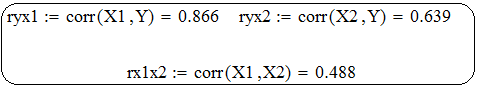 ryx1 := corr(X1 ,Y) = 0.866 ryx2 := corr(X2 ,Y) = 0.639
rx1x2 := corr(X1 ,X2) = 0.488